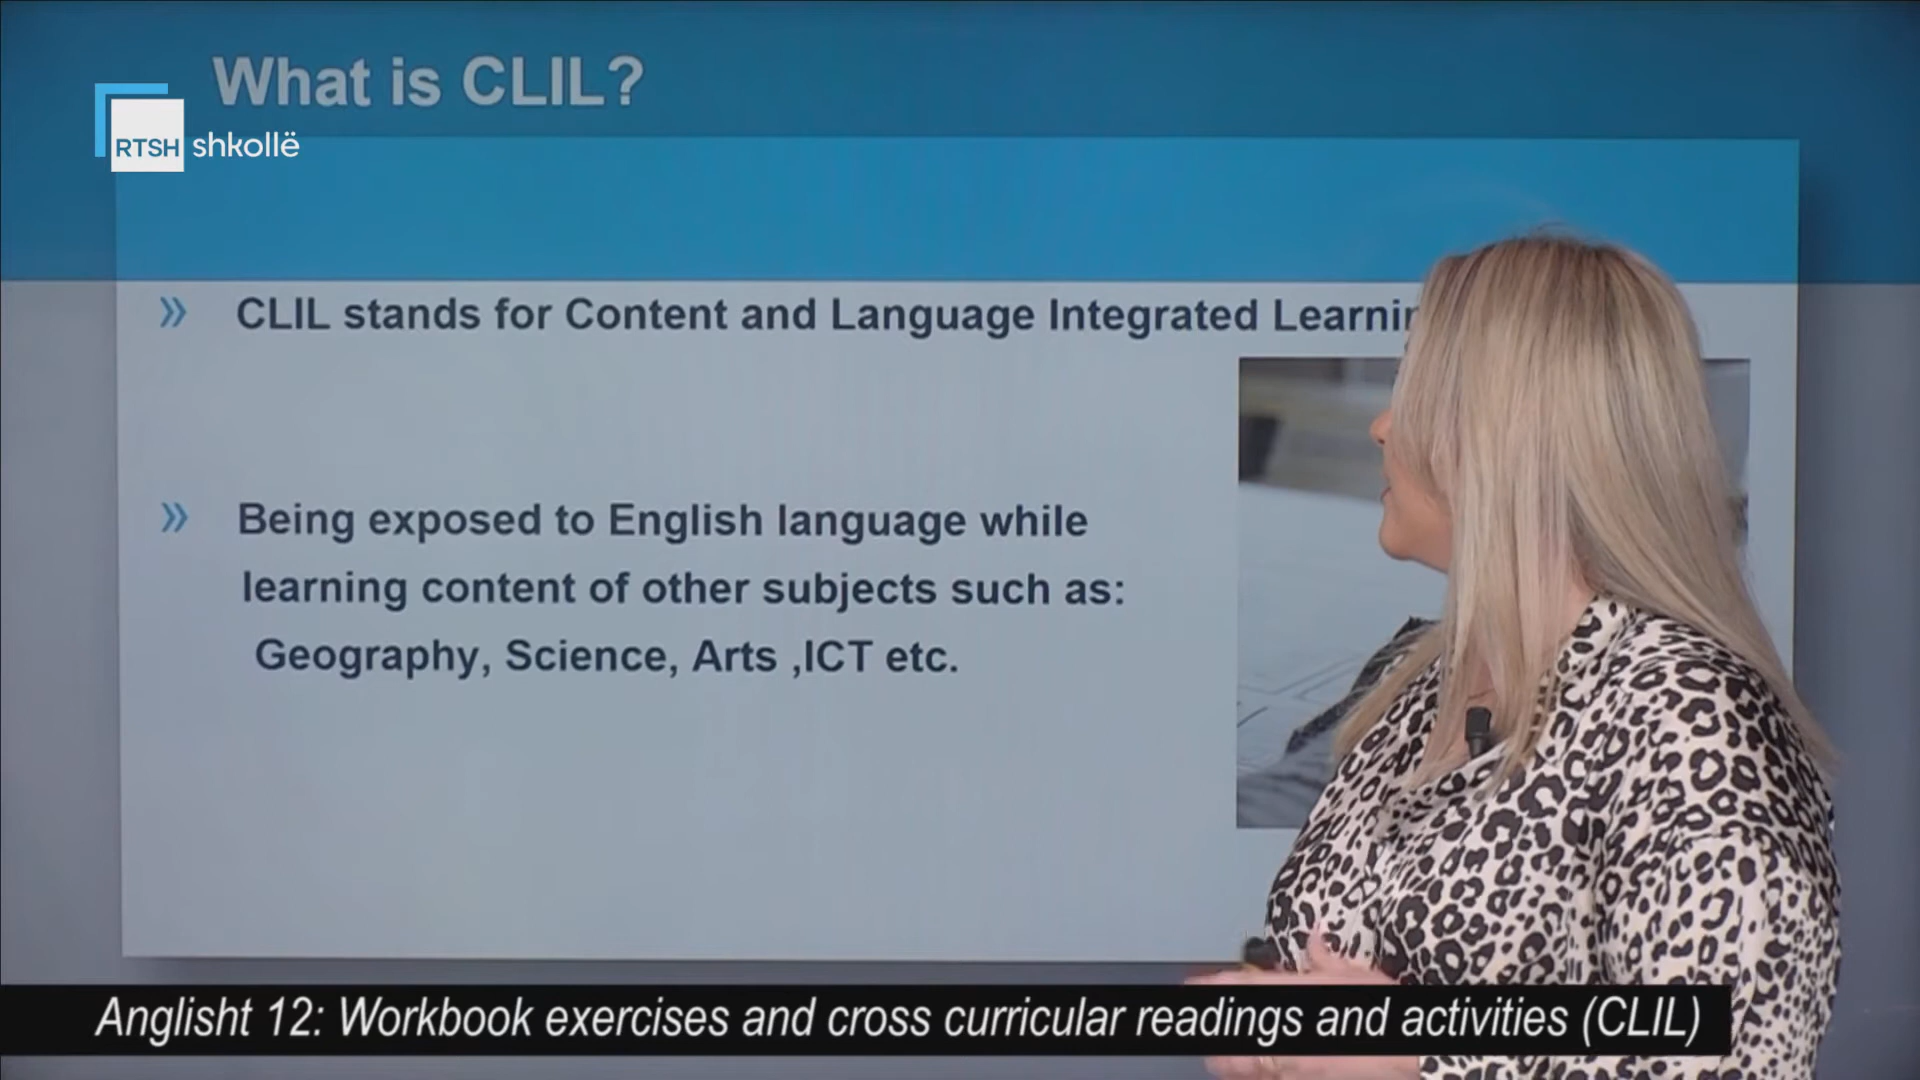 What is CLIL?
RTSH shkollë
» CLIL stands for Content and Language Integrated
» Being exposed to English language while
learning content of other subjects such as:
Geography, Science, Arts ,ICT etc.
Anglisht 12: Workbook exercises and cross curricular readings and activities (CLIL)